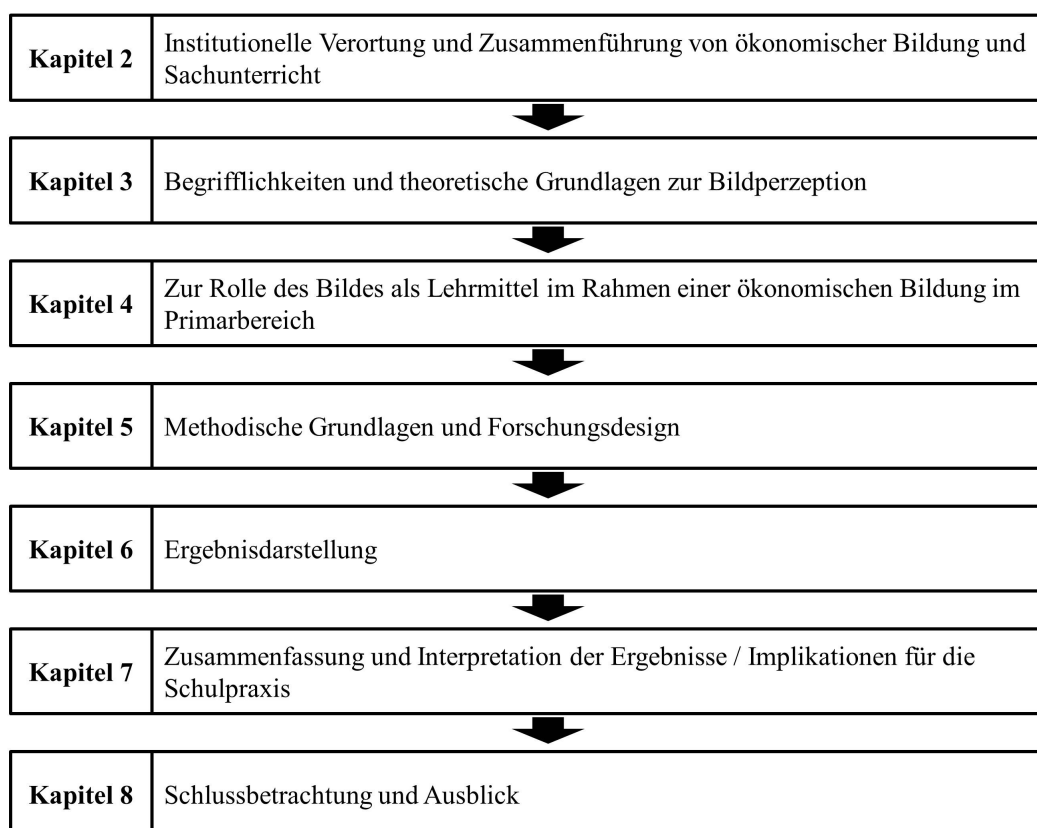 Kapitel 2
Institutionelle Verortung und Zusammenführung von ökonomischer Bildung und
Sachunterricht
Kapitel 3
Begrifflichkeiten und theoretische Grundlagen zur Bildperzeption
Kapitel 4
Zur Rolle des Bildes als Lehrmittel im Rahmen einer ökonomischen Bildung im
Primarbereich
Kapitel 5
Methodische Grundlagen und Forschungsdesign
Kapitel 6
Ergebnisdarstellung
Kapitel 7
Zusammenfassung und Interpretation der Ergebnisse / Implikationen für die
Schulpraxis
Kapitel 8
Schlussbetrachtung und Ausblick